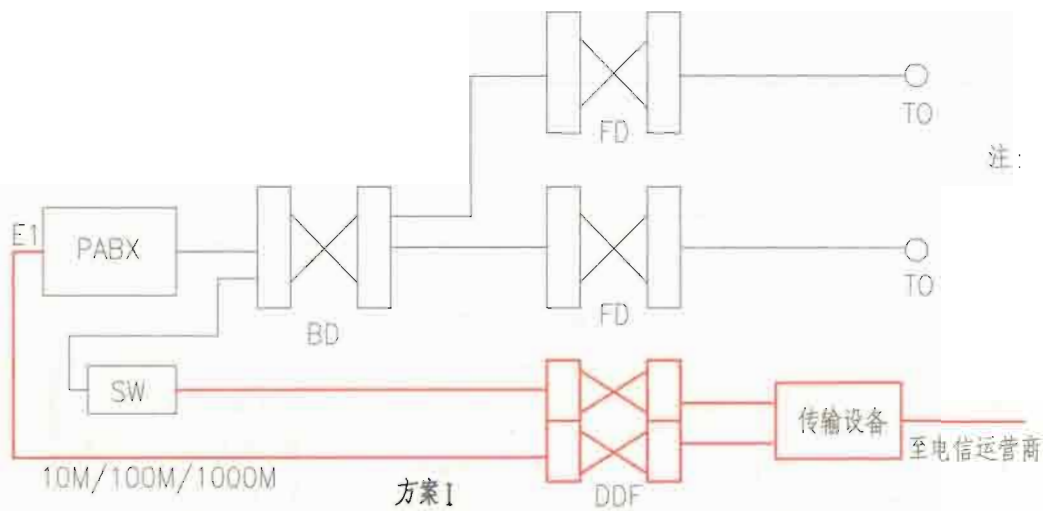 FD
TO
注:
E1
PABX
BD
FD
TO
SW
传输设备
至电信运营商
10M/100M/1000M
方案I
DDF